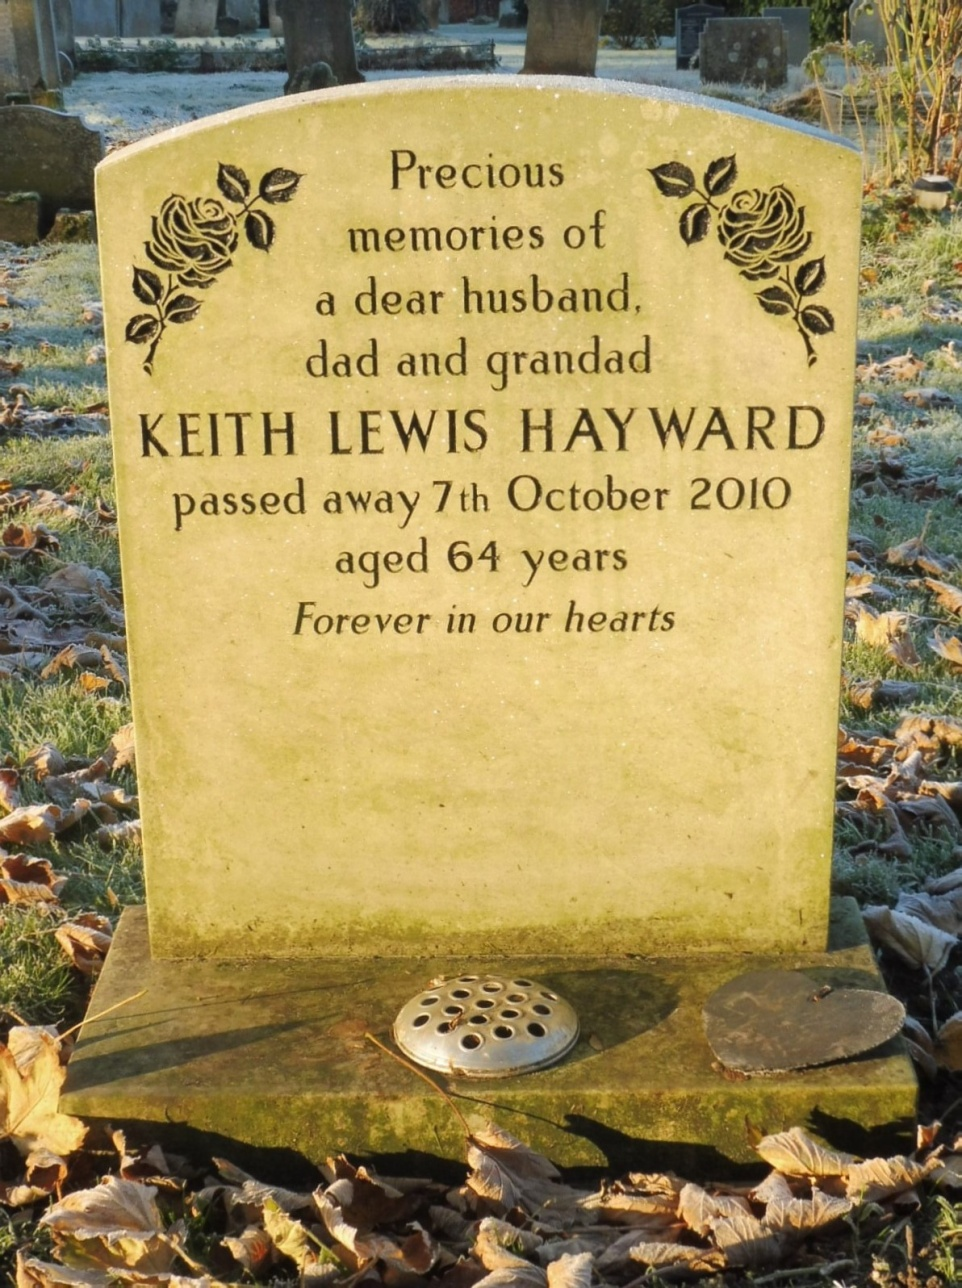 Precious
memories of
a dear husband,
dad and grandad
KEITH LEWIS HAYWARD
passed away 7th October 2010
aged 64 years
Forever in our hearts